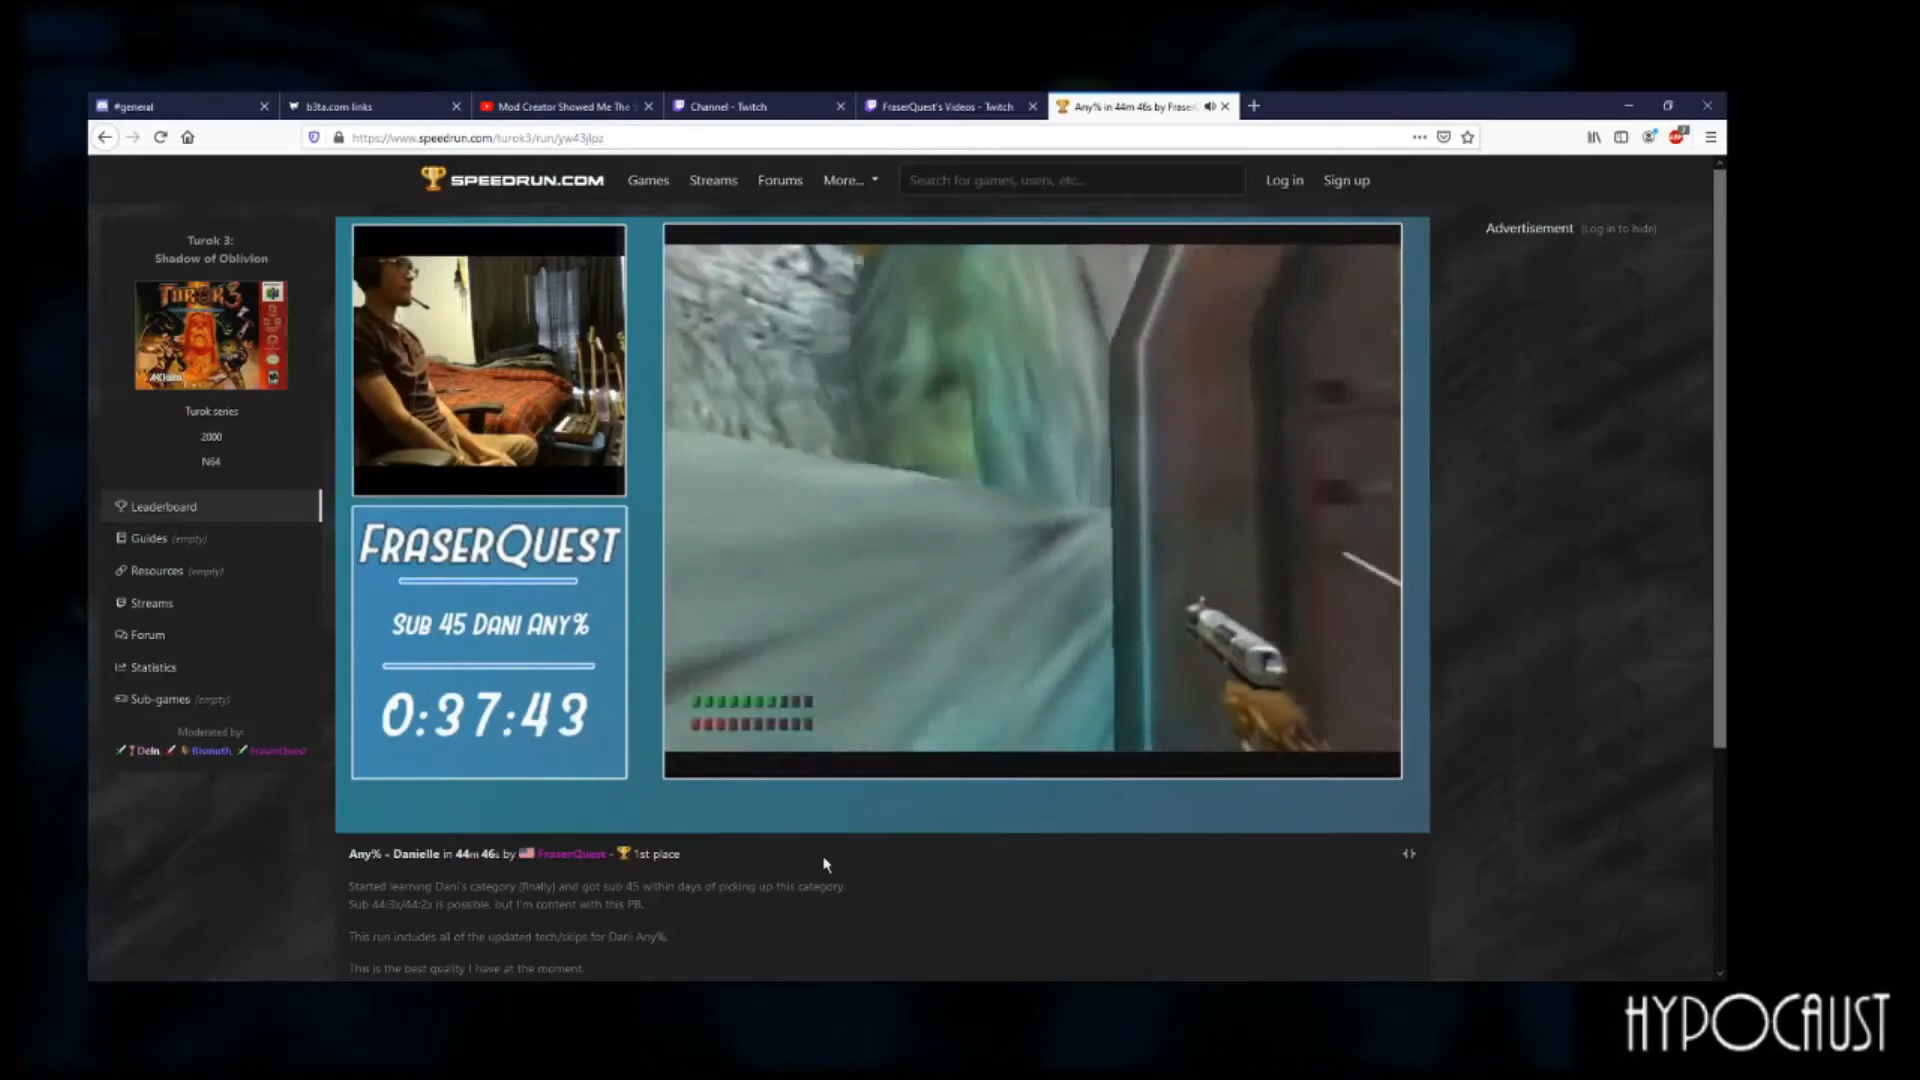 #general
b3ta.com links
Mod Creator Showed Me The
Channel - Twitch
FraserQuest's Videos - Twitch
Any% in 44m 46s by Fraser
https://www.speedrun.com/turok3/run/yw43jlpz
SPEEDRUN.COM
Games
Streams
Forums
More...
Search for games, users, etc...
Log in
Sign up
Turok 3:
Shadow of Oblivion
TUROK 3
Acclaim
Turok series
2000
N64
Leaderboard
Guides (empty)
Resources (empty)
Streams
Forum
Statistics
Sub-games (empty)
Moderated by:
Deln, Bismuth, FraserQuest
FRASERQUEST
SUB 45 DANI ANY%
0:37:43
Advertisement (Log in to hide)
Any% - Danielle in 44m 46s by FraserQuest - 1st place
Started learning Dani's category (finally) and got sub 45 within days of picking up this category.
Sub 44:3x/44:2x is possible, but I'm content with this PB.
This run includes all of the updated tech/skips for Dani Any%.
This is the best quality I have at the moment.
HYPOCAUST